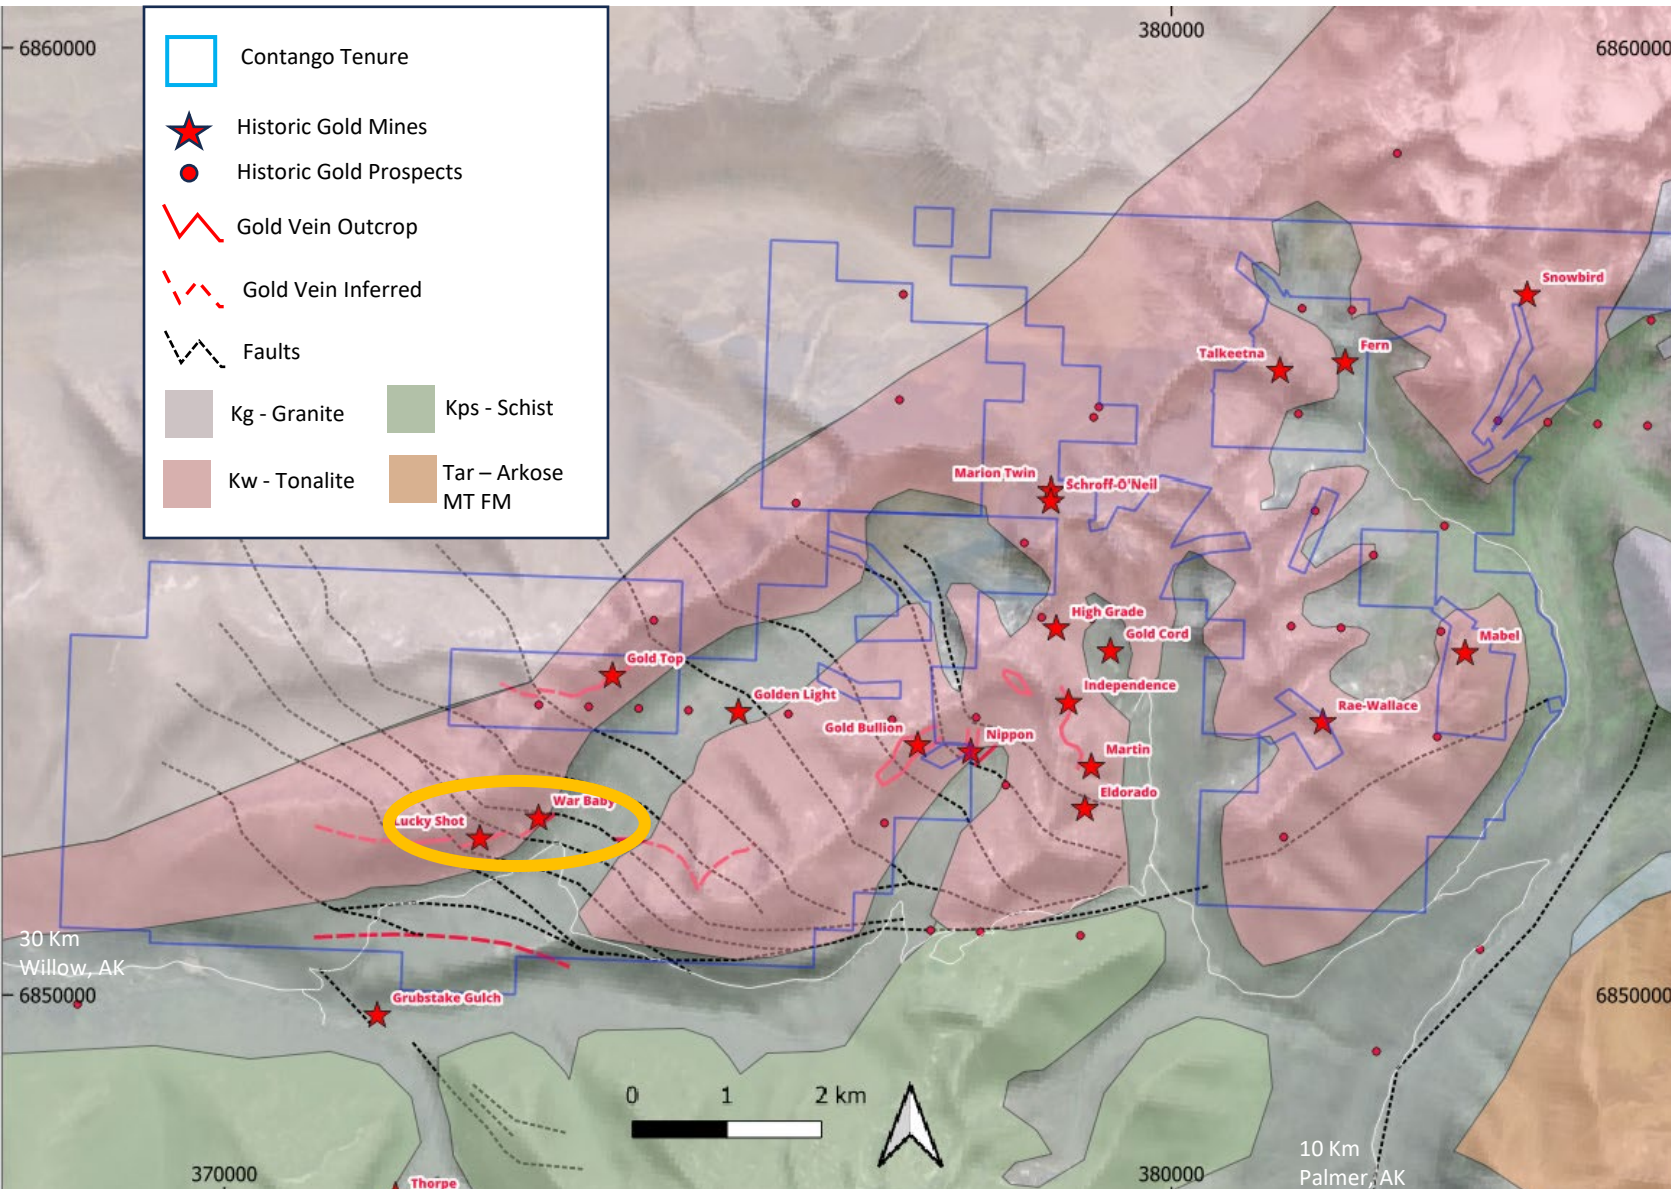 380000
6860000
6860000
Contango Tenure
Historic Gold Mines
Historic Gold Prospects
Gold Vein Outcrop
Gold Vein Inferred
Faults
Kg - Granite
Kps - Schist
Kw - Tonalite
Tar – Arkose
MT FM
Snowbird
Fern
Talkeetna
Marion Twin
Schroff-O'Neil
High Grade
Gold Cord
Mabel
Gold Top
Independence
Golden Light
Rae-Wallace
Gold Bullion
Nippon
Martin
Eldorado
War Baby
Lucky Shot
30 Km
Willow, AK
6850000
6850000
Grubstake Gulch
0 1 2 km
10 Km
Palmer, AK
370000
380000
Thorpe